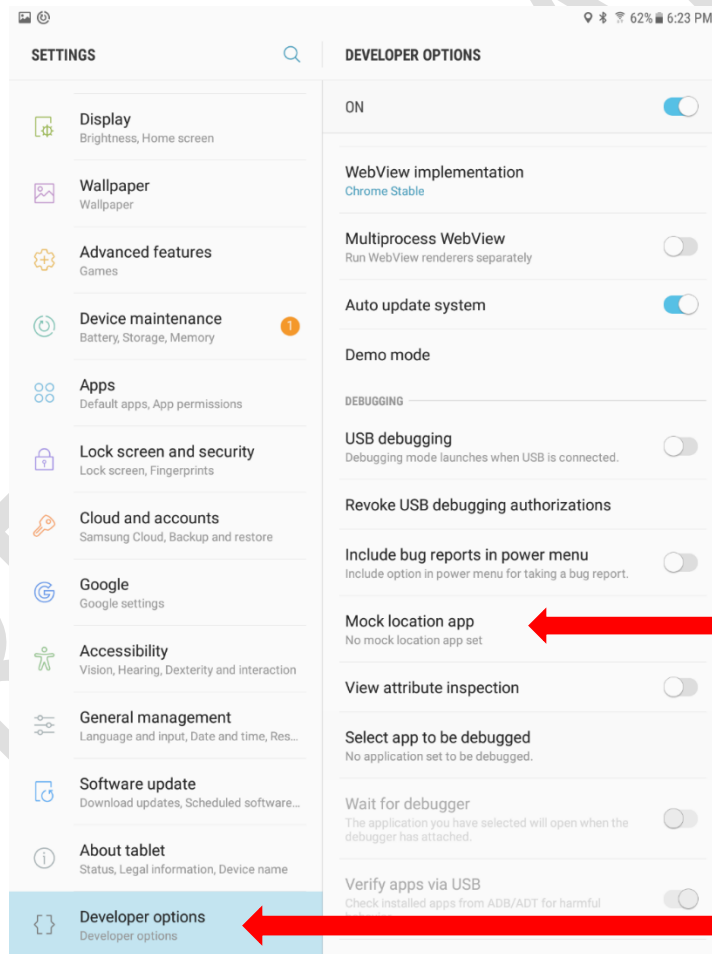 62% 6:23 PM
SETTINGS
Display
Brightness, Home screen
Wallpaper
Wallpaper
Advanced features
Games
Device maintenance
1
Battery, Storage, Memory
Apps
Default apps, App permissions
Lock screen and security
Lock screen, Fingerprints
Cloud and accounts
Samsung Cloud, Backup and restore
Google
Google settings
Accessibility
Vision, Hearing, Dexterity and interaction
General management
Language and input, Date and time, Res...
Software update
Download updates, Scheduled software...
About tablet
Status, Legal information, Device name
Developer options
Developer options
DEVELOPER OPTIONS
ON
WebView implementation
Chrome Stable
Multiprocess WebView
Run WebView renderers separately
Auto update system
Demo mode
DEBUGGING
USB debugging
Debugging mode launches when USB is connected.
Revoke USB debugging authorizations
Include bug reports in power menu
Include option in power menu for taking a bug report.
Mock location app
No mock location app set
View attribute inspection
Select app to be debugged
No application set to be debugged.
Wait for debugger
The application you have selected will open when the
debugger has attached.
Verify apps via USB
Check installed apps from ADB/ADT for harmful